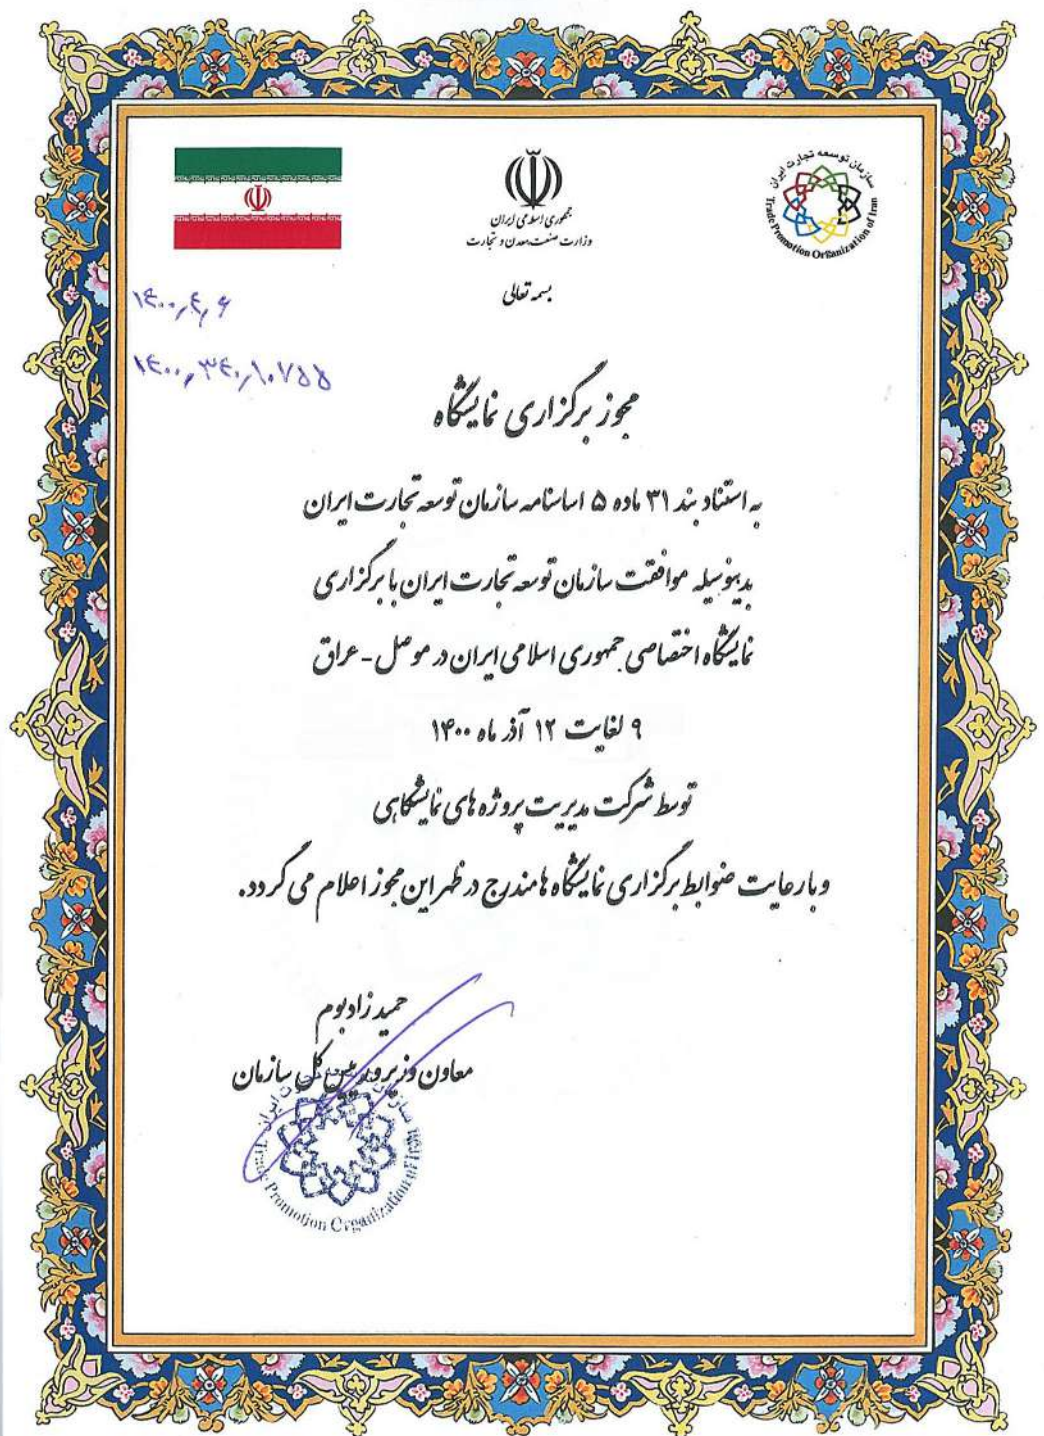 سازمان توسعه تجارت ایران
Trade Promotion Organization of Iran
جمهوری اسلامی ایران
وزارت صنعت، معدن و تجارت
بسمه تعالی
۱۴۰۰٫۴٫۶
۱۴۰۰٫۳۴۰٫۱۰۷۵۵
مجوز برگزاری نمایشگاه
به استناد بند ۳۱ ماده ۵ اساسنامه سازمان توسعه تجارت ایران
بدینوسیله موافقت سازمان توسعه تجارت ایران با برگزاری
نمایشگاه اختصاصی جمهوری اسلامی ایران در موصل - عراق
۹ لغایت ۱۲ آذر ماه ۱۴۰۰
توسط شرکت مدیریت پروژه های نمایشگاهی
و با رعایت ضوابط برگزاری نمایشگاه ها مندرج در ظهر این مجوز اعلام می گردد.
حمید زادبوم
معاون وزیر و رییس کل سازمان
Promotion Organization of Iran